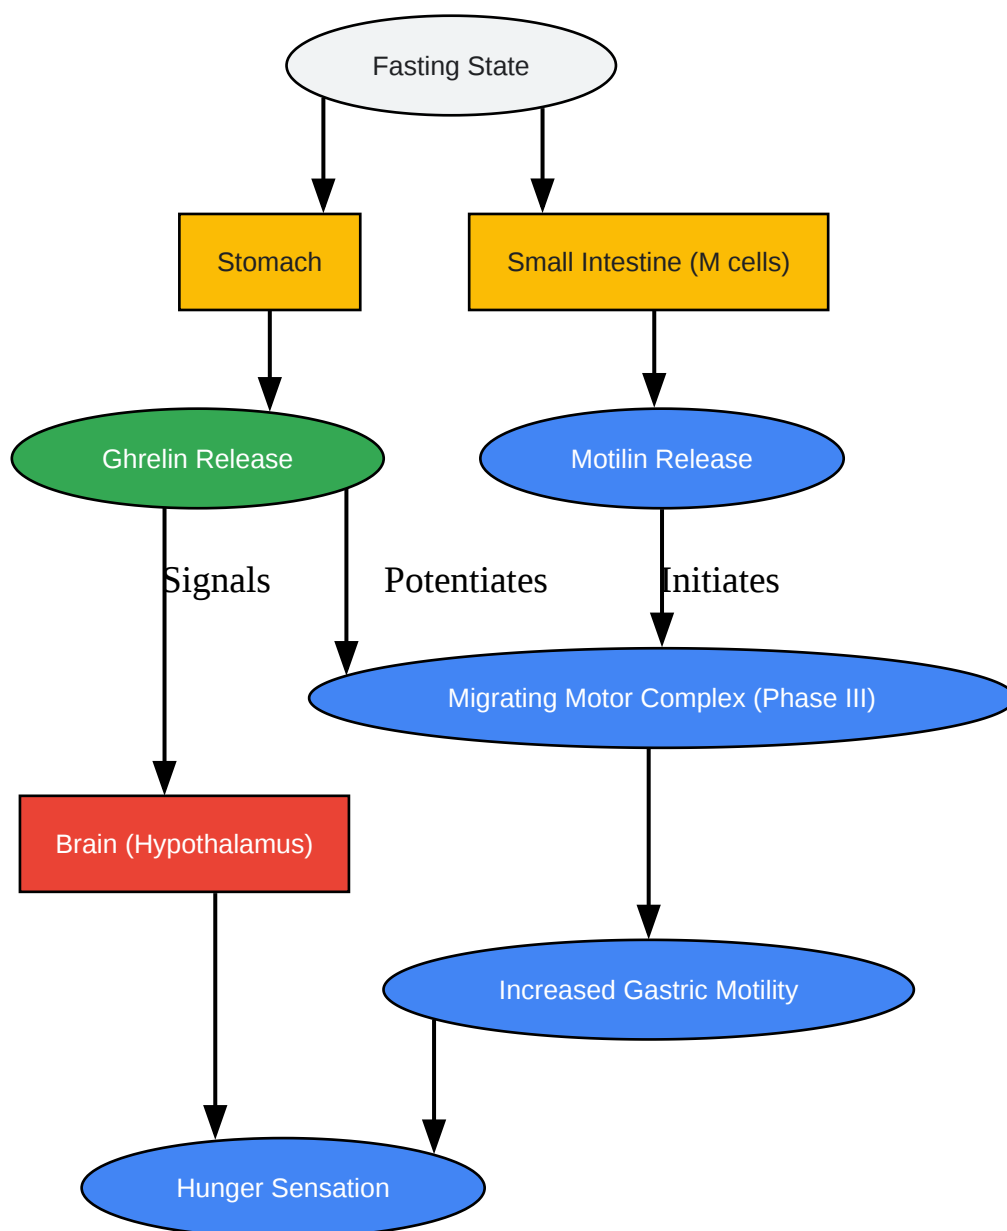 Fasting State
Stomach
Small Intestine (M cells)
Ghrelin Release
Motilin Release
Signals
Potentiates
Initiates
Migrating Motor Complex (Phase III)
Brain (Hypothalamus)
Increased Gastric Motility
Hunger Sensation